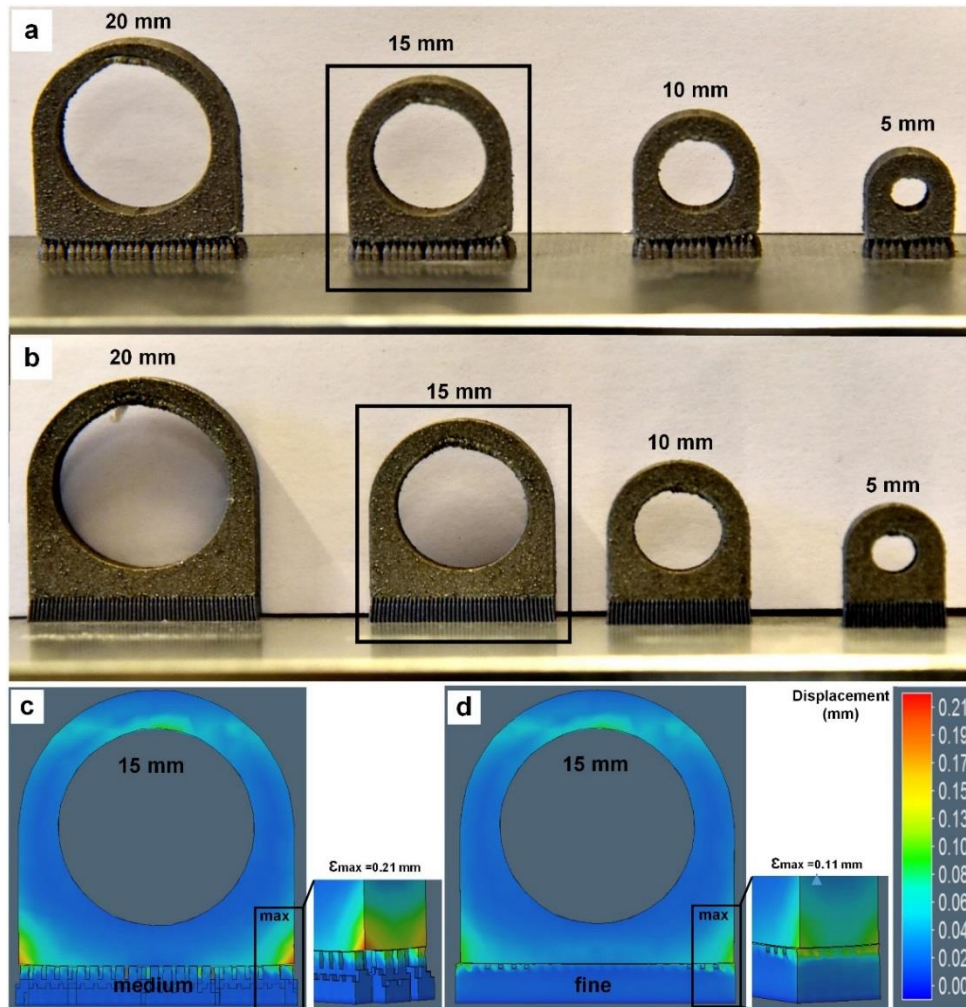 a
20 mm
15 mm
10 mm
5 mm
b
20 mm
15 mm
10 mm
5 mm
c
15 mm
εmax =0.21 mm
max
medium
d
15 mm
εmax =0.11 mm
max
fine
Displacement
(mm)
0.21
0.19
0.17
0.15
0.13
0.12
0.10
0.08
0.06
0.04
0.02
0.00